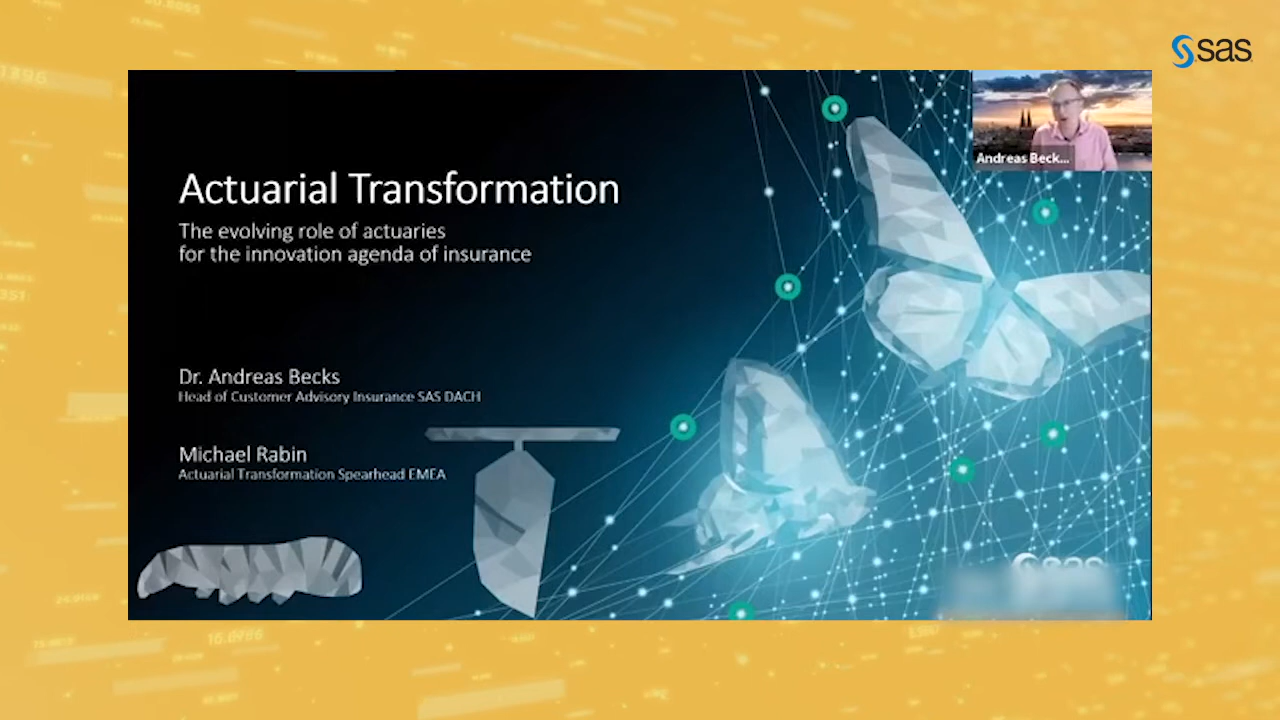 sas
Andreas Beck...
Actuarial Transformation
The evolving role of actuaries
for the innovation agenda of insurance
Dr. Andreas Becks
Head of Customer Advisory Insurance SAS DACH
Michael Rabin
Actuarial Transformation Spearhead EMEA
sas